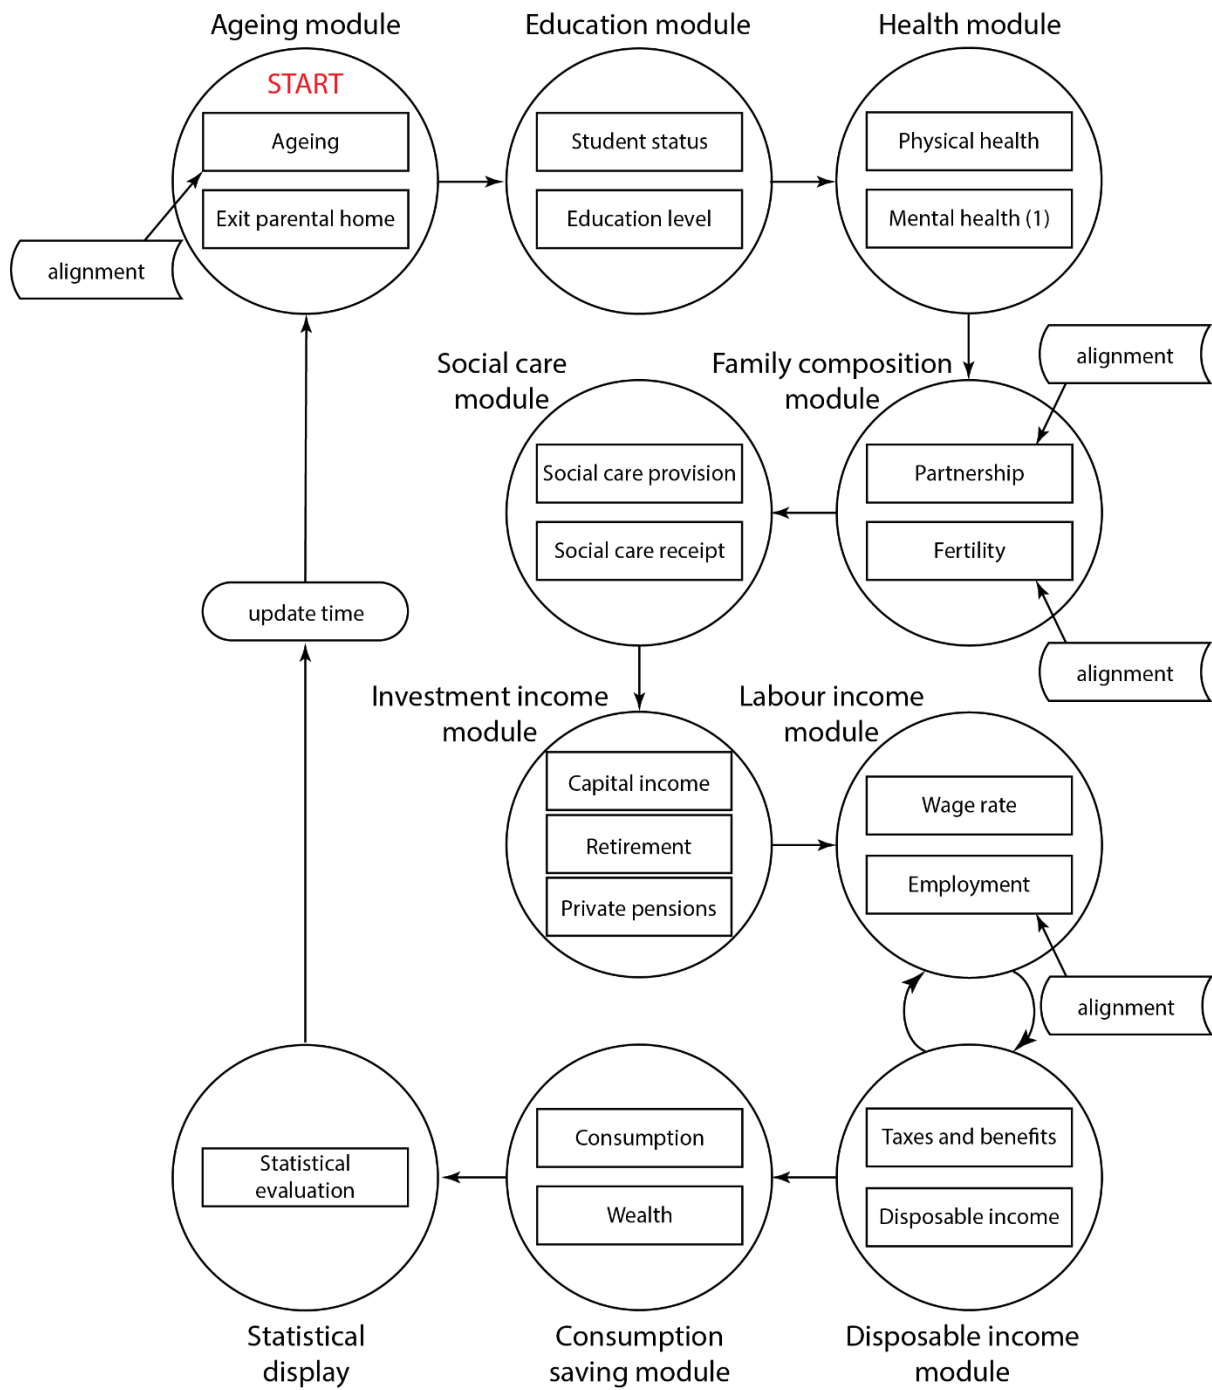 Ageing module
Education module
Health module
START
Ageing
Exit parental home
alignment
Student status
Education level
Physical health
Mental health (1)
Social care
module
Family composition
module
alignment
Social care provision
Social care receipt
Partnership
Fertility
alignment
update time
Investment income
module
Labour income
module
Capital income
Retirement
Private pensions
Wage rate
Employment
alignment
Statistical
evaluation
Consumption
Wealth
Taxes and benefits
Disposable income
Statistical
display
Consumption
saving module
Disposable income
module